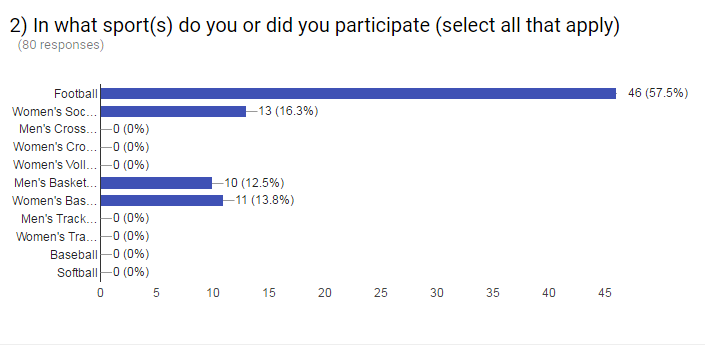 2) In what sport(s) do you or did you participate (select all that apply)
(80 responses)
Football 46 (57.5%)
Women's Soc... 13 (16.3%)
Men's Cross... 0 (0%)
Women's Cro... 0 (0%)
Women's Voll... 0 (0%)
Men's Basket... 10 (12.5%)
Women's Bas... 11 (13.8%)
Men's Track... 0 (0%)
Women's Tra... 0 (0%)
Baseball 0 (0%)
Softball 0 (0%)
0 5 10 15 20 25 30 35 40 45